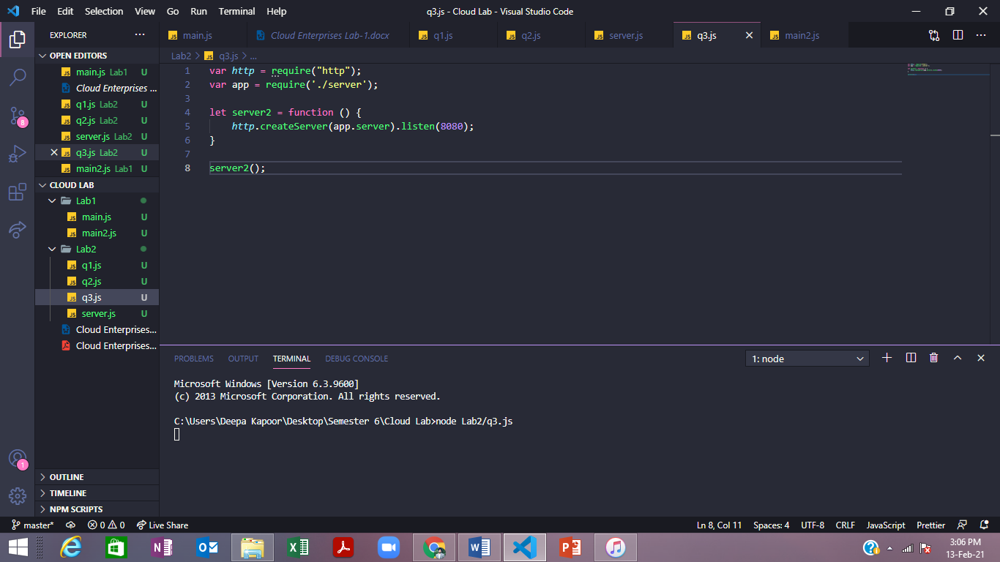 File Edit Selection View Go Run Terminal Help q3.js - Cloud Lab - Visual Studio Code
EXPLORER
main.js Cloud Enterprises Lab-1.docx q1.js q2.js server.js q3.js main2.js
OPEN EDITORS
main.js Lab1 U
Cloud Enterprises ...
q1.js Lab2 U
q2.js Lab2 U
server.js Lab2 U
q3.js Lab2 U
main2.js Lab1 U
CLOUD LAB
Lab1
main.js U
main2.js U
Lab2
q1.js U
q2.js U
q3.js U
server.js U
Cloud Enterprises...
Cloud Enterprises...
OUTLINE
TIMELINE
NPM SCRIPTS
8
1
Lab2 > q3.js > ...
1 var http = require("http");
2 var app = require('./server');
3
4 let server2 = function () {
5 http.createServer(app.server).listen(8080);
6 }
7
8 server2();
PROBLEMS OUTPUT TERMINAL DEBUG CONSOLE 1: node
Microsoft Windows [Version 6.3.9600]
(c) 2013 Microsoft Corporation. All rights reserved.
C:\Users\Deepa Kapoor\Desktop\Semester 6\Cloud Lab>node Lab2/q3.js
master* 0 0 Live Share Ln 8, Col 11 Spaces: 4 UTF-8 CRLF JavaScript Prettier
3:06 PM
13-Feb-21